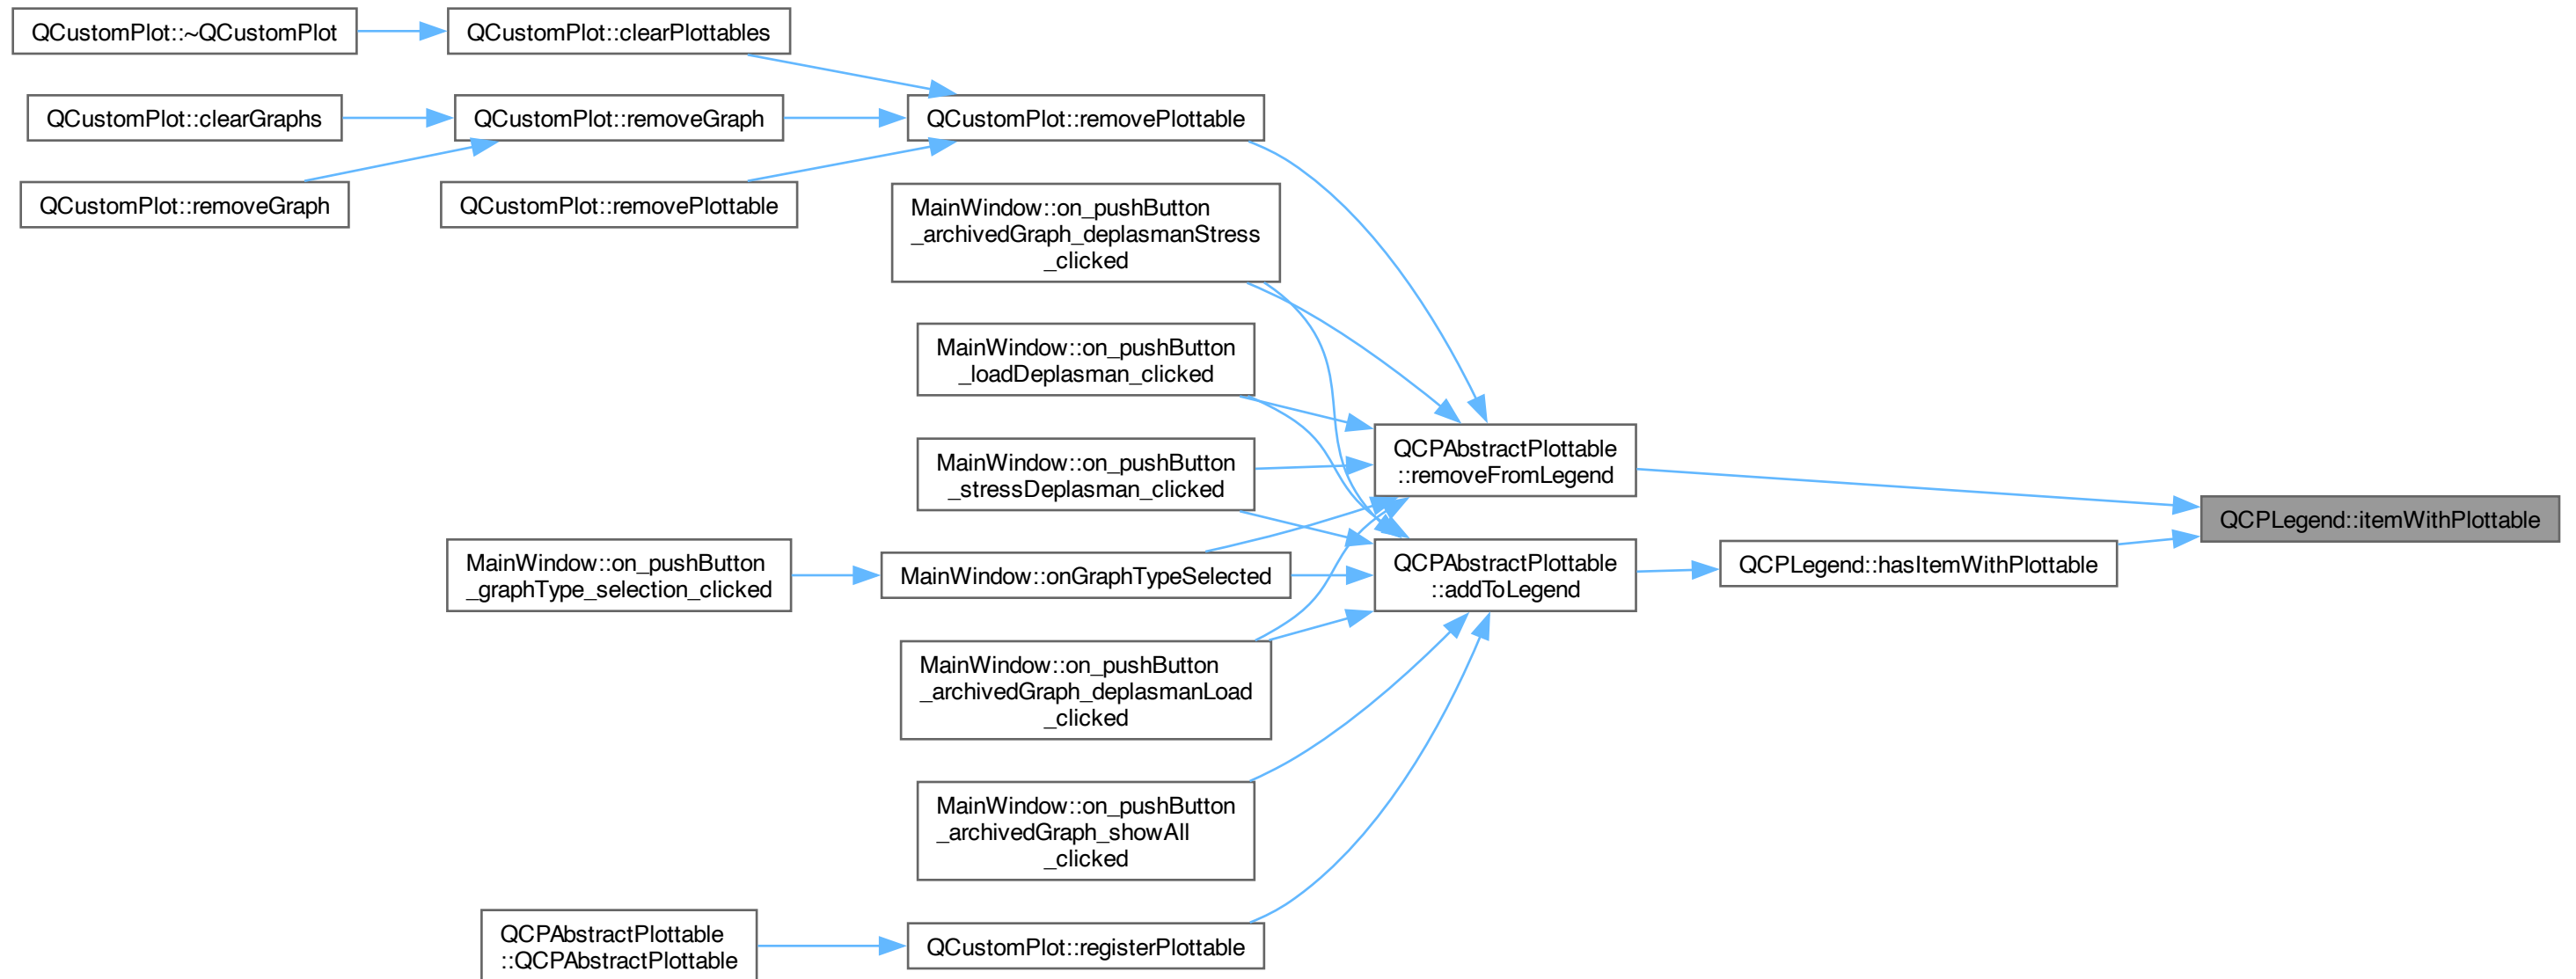 QCustomPlot::~QCustomPlot
QCustomPlot::clearPlottables
QCustomPlot::clearGraphs
QCustomPlot::removeGraph
QCustomPlot::removePlottable
QCustomPlot::removeGraph
QCustomPlot::removePlottable
MainWindow::on_pushButton
_archivedGraph_deplasmanStress
_clicked
MainWindow::on_pushButton
_loadDeplasman_clicked
MainWindow::on_pushButton
_stressDeplasman_clicked
QCPAbstractPlottable
::removeFromLegend
QCPLegend::itemWithPlottable
MainWindow::on_pushButton
_graphType_selection_clicked
MainWindow::onGraphTypeSelected
QCPAbstractPlottable
::addToLegend
QCPLegend::hasItemWithPlottable
MainWindow::on_pushButton
_archivedGraph_deplasmanLoad
_clicked
MainWindow::on_pushButton
_archivedGraph_showAll
_clicked
QCPAbstractPlottable
::QCPAbstractPlottable
QCustomPlot::registerPlottable